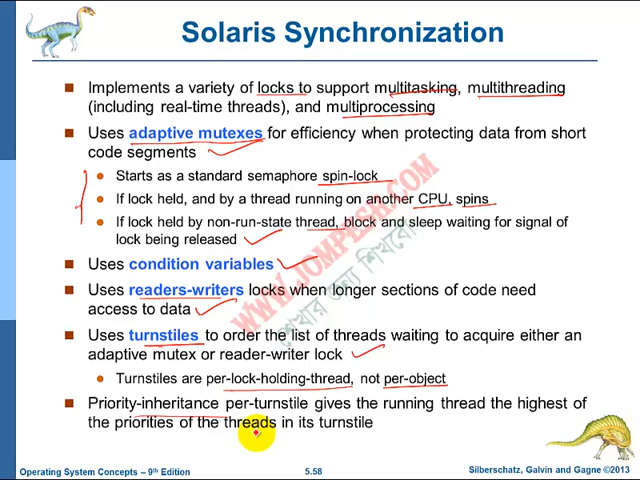 Solaris Synchronization
■ Implements a variety of locks to support multitasking, multithreading
(including real-time threads), and multiprocessing
■ Uses adaptive mutexes for efficiency when protecting data from short
code segments
● Starts as a standard semaphore spin-lock
● If lock held, and by a thread running on another CPU, spins
● If lock held by non-run-state thread, block and sleep waiting for signal of
lock being released
■ Uses condition variables
■ Uses readers-writers locks when longer sections of code need
access to data
■ Uses turnstiles to order the list of threads waiting to acquire either an
adaptive mutex or reader-writer lock
● Turnstiles are per-lock-holding-thread, not per-object
■ Priority-inheritance per-turnstile gives the running thread the highest of
the priorities of the threads in its turnstile
WWW.JOMPESH.COM
শেখার জন্য শিখবো
Operating System Concepts – 9th Edition
5.58
Silberschatz, Galvin and Gagne ©2013